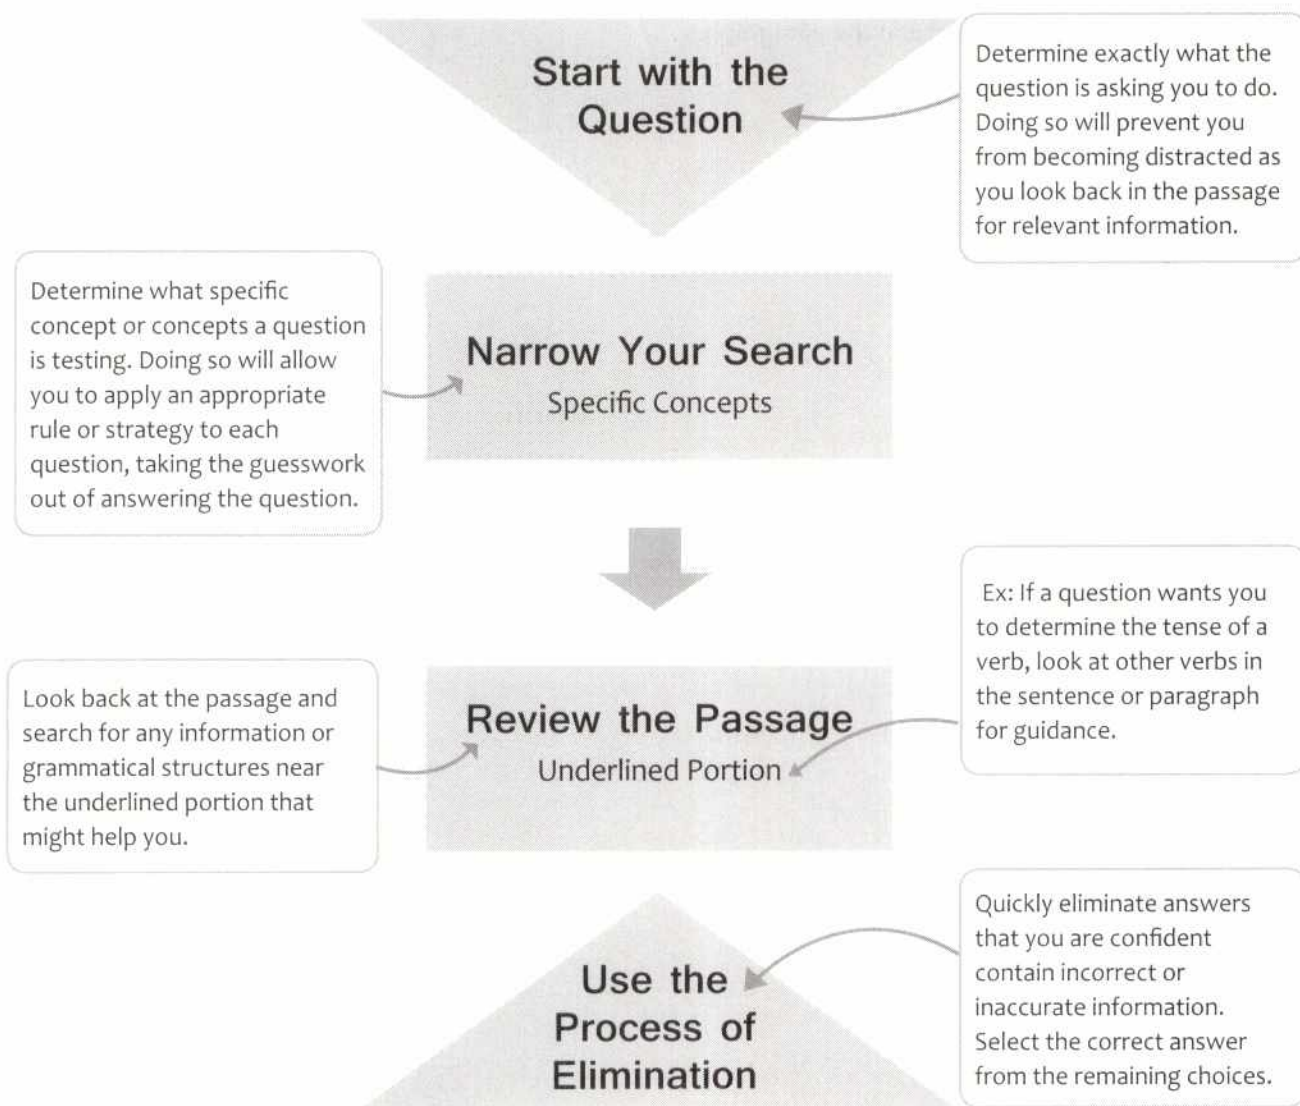 Start with the
Question
Determine exactly what the
question is asking you to do.
Doing so will prevent you
from becoming distracted as
you look back in the passage
for relevant information.
Determine what specific
concept or concepts a question
is testing. Doing so will allow
you to apply an appropriate
rule or strategy to each
question, taking the guesswork
out of answering the question.
Narrow Your Search
Specific Concepts
Look back at the passage and
search for any information or
grammatical structures near
the underlined portion that
might help you.
Review the Passage
Underlined Portion
Ex: If a question wants you
to determine the tense of a
verb, look at other verbs in
the sentence or paragraph
for guidance.
Use the
Process of
Elimination
Quickly eliminate answers
that you are confident
contain incorrect or
inaccurate information.
Select the correct answer
from the remaining choices.